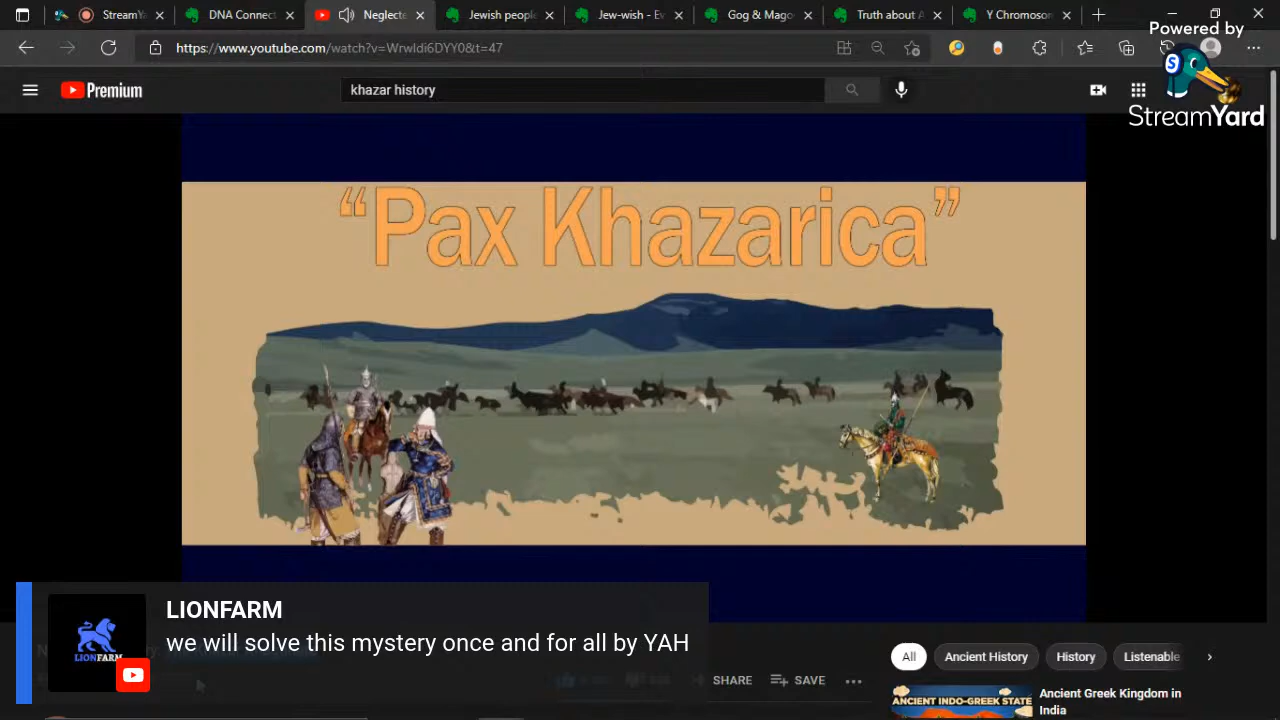 StreamYa
DNA Connect
Neglecte
Jewish people
Jew-wish - Ev
Gog & Mago
Truth about A
Y Chromoson
Powered by
https://www.youtube.com/watch?v=Wrwldi6DYY0&t=47
S
StreamYard
Premium
khazar history
“Pax Khazarica”
LIONFARM
we will solve this mystery once and for all by YAH
LIONFARM
SHARE
SAVE
All
Ancient History
History
Listenable
ANCIENT INDO-GREEK STATE
Ancient Greek Kingdom in
India